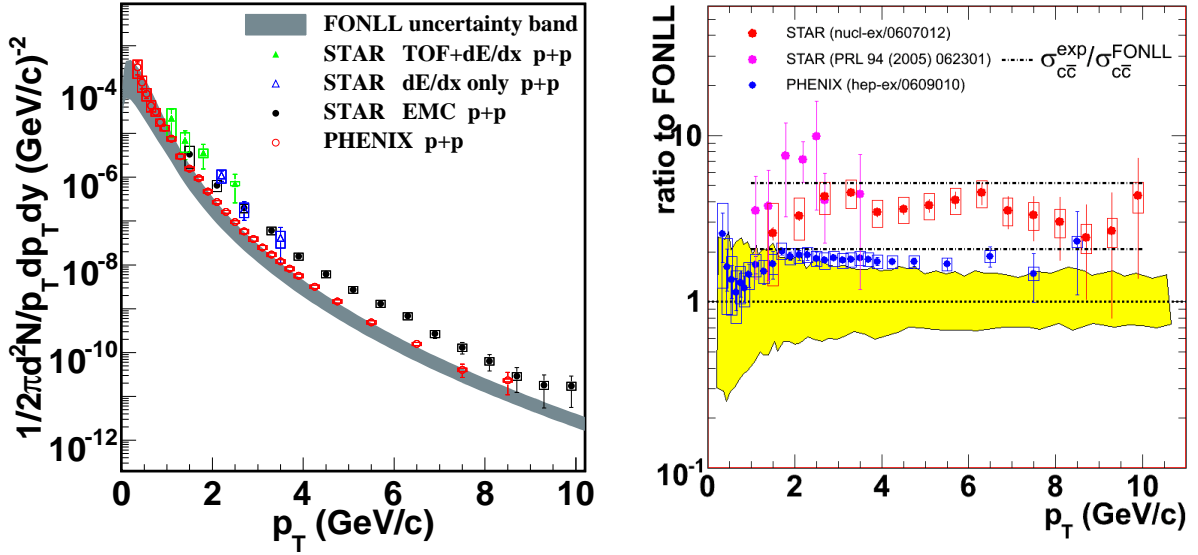 FONLL uncertainty band
STAR TOF+dE/dx p+p
STAR dE/dx only p+p
STAR EMC p+p
PHENIX p+p
1/2πd²N/p_T dp_T dy (GeV/c)⁻²
10⁻⁴
10⁻⁶
10⁻⁸
10⁻¹⁰
10⁻¹²
0 2 4 6 8 10
p_T (GeV/c)
STAR (nucl-ex/0607012)
STAR (PRL 94 (2005) 062301)
PHENIX (hep-ex/0609010)
σ_cc̅^exp/σ_cc̅^FONLL
ratio to FONLL
10
1
10⁻¹
0 2 4 6 8 10
p_T (GeV/c)